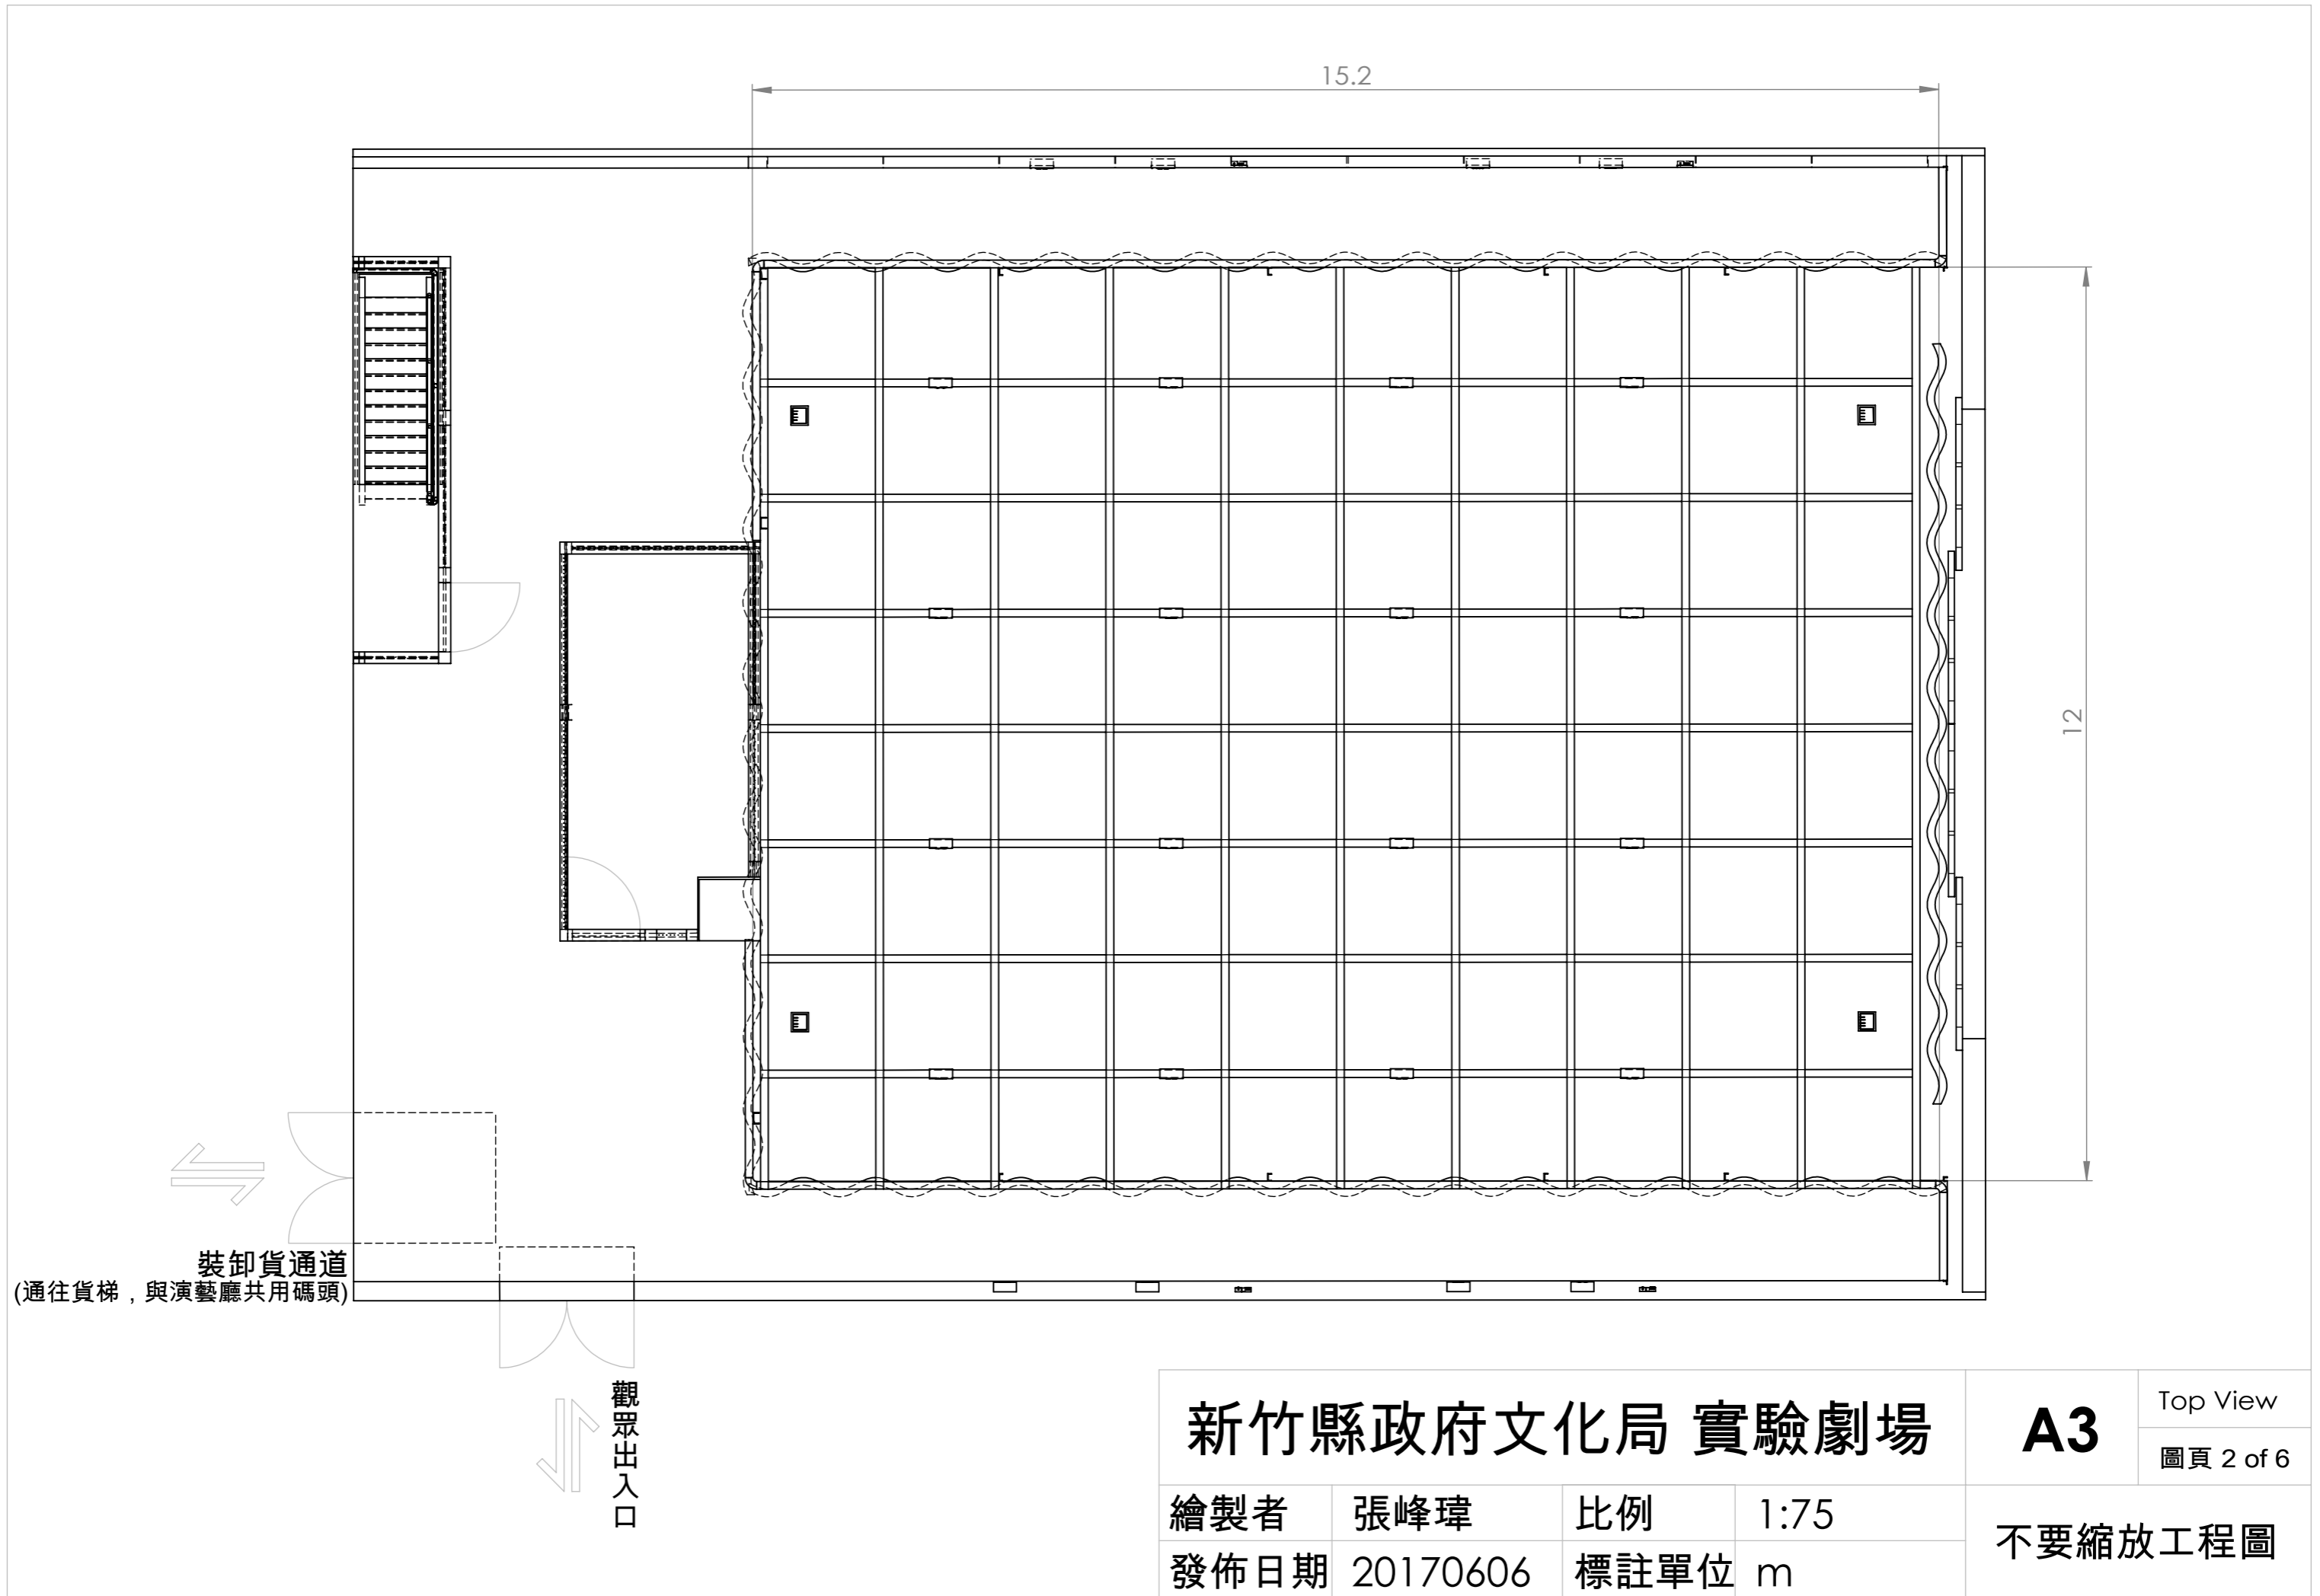 15.2
12
裝卸貨通道
(通往貨梯，與演藝廳共用碼頭)
觀眾出入口
新竹縣政府文化局 實驗劇場
A3
Top View
圖頁 2 of 6
繪製者 張峰瑋 比例 1:75
發佈日期 20170606 標註單位 m
不要縮放工程圖